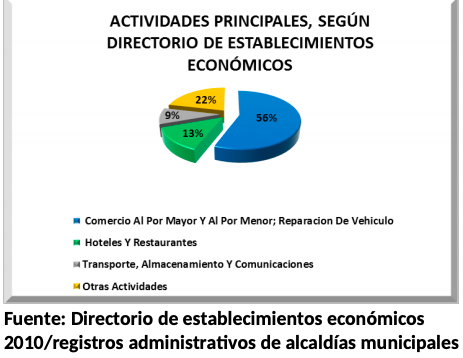 ACTIVIDADES PRINCIPALES, SEGÚN
DIRECTORIO DE ESTABLECIMIENTOS
ECONÓMICOS
22%
9%
56%
13%
Comercio Al Por Mayor Y Al Por Menor; Reparacion De Vehiculo
Hoteles Y Restaurantes
Transporte, Almacenamiento Y Comunicaciones
Otras Actividades
Fuente: Directorio de establecimientos económicos
2010/registros administrativos de alcaldías municipales